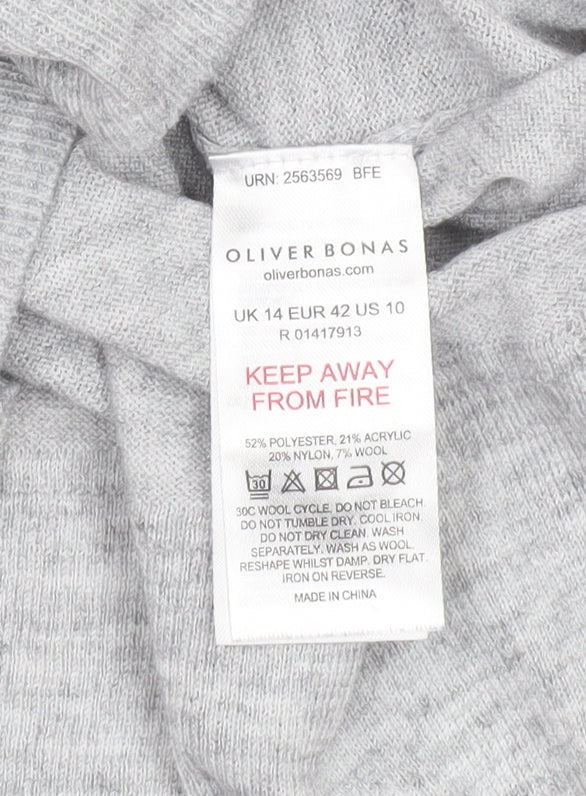 URN: 2563569 BFE
OLIVER BONAS
oliverbonas.com
UK 14 EUR 42 US 10
R 01417913
KEEP AWAY
FROM FIRE
52% POLYESTER, 21% ACRYLIC
20% NYLON, 7% WOOL
30
30C WOOL CYCLE. DO NOT BLEACH.
DO NOT TUMBLE DRY. COOL IRON.
DO NOT DRY CLEAN. WASH
SEPARATELY. WASH AS WOOL.
RESHAPE WHILST DAMP. DRY FLAT.
IRON ON REVERSE.
MADE IN CHINA